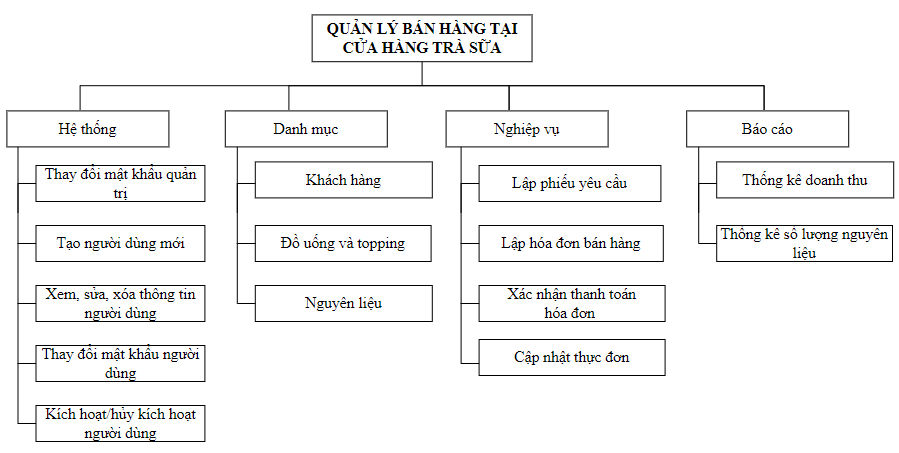 QUẢN LÝ BÁN HÀNG TẠI
CỬA HÀNG TRÀ SỮA
Hệ thống
Thay đổi mật khẩu quản
trị
Tạo người dùng mới
Xem, sửa, xóa thông tin
người dùng
Thay đổi mật khẩu người
dùng
Kích hoạt/hủy kích hoạt
người dùng
Danh mục
Khách hàng
Đồ uống và topping
Nguyên liệu
Nghiệp vụ
Lập phiếu yêu cầu
Lập hóa đơn bán hàng
Xác nhận thanh toán
hóa đơn
Cập nhật thực đơn
Báo cáo
Thống kê doanh thu
Thống kê số lượng nguyên
liệu